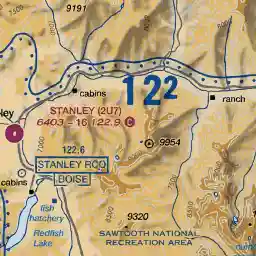 9191
cabins
122
ranch
STANLEY (2U7)
6403 - 16 122.9 C
ley
7000
9954
122.6
STANLEY RCO
BOISE
cabins
fish
hatchery
Redfish
Lake
9320
SAWTOOTH NATIONAL
RECREATION AREA